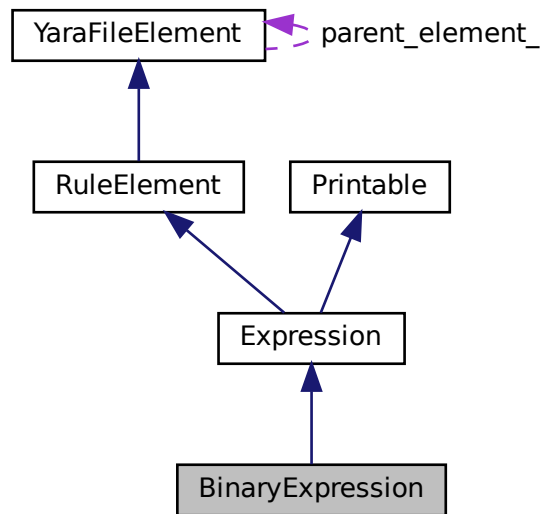 YaraFileElement
parent_element_
RuleElement
Printable
Expression
BinaryExpression